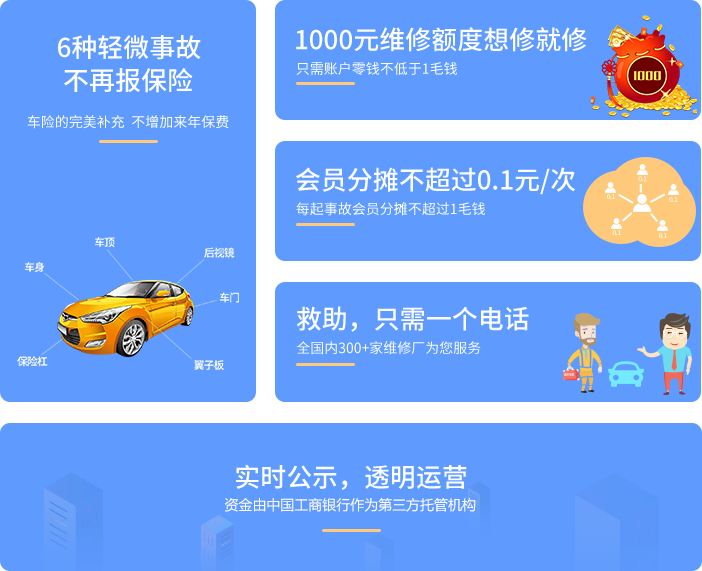 6种轻微事故
不再报保险
车险的完美补充 不增加来年保费
车顶
后视镜
车身
车门
保险杠
翼子板
1000元维修额度想修就修
只需账户零钱不低于1毛钱
1000
会员分摊不超过0.1元/次
每起事故会员分摊不超过1毛钱
0.1
0.1
0.1
0.1
0.1
救助，只需一个电话
全国内300+家维修厂为您服务
实时公示，透明运营
资金由中国工商银行作为第三方托管机构